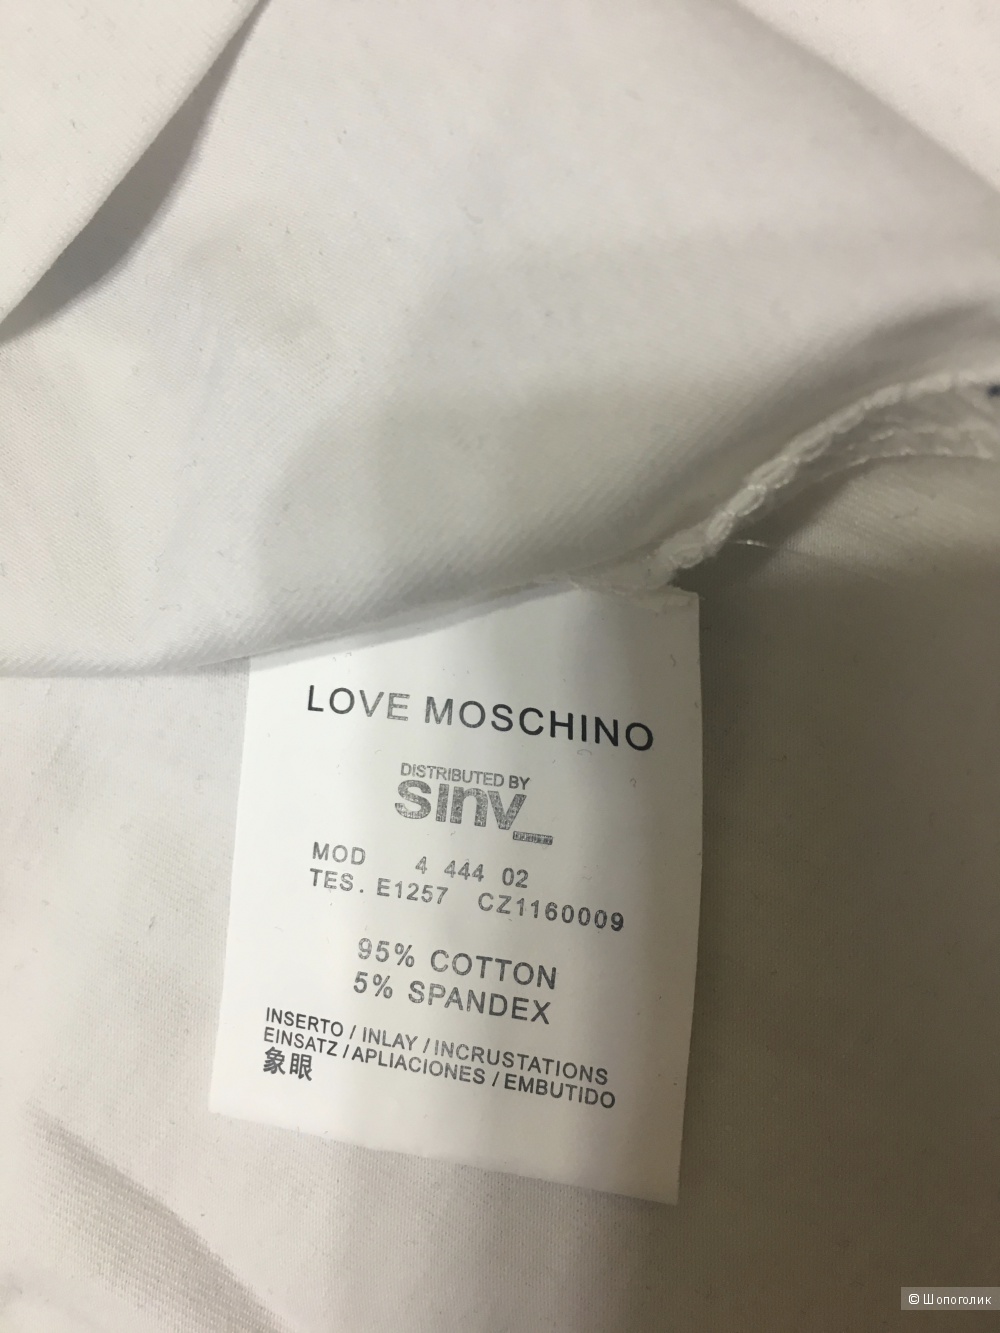 LOVE MOSCHINO
DISTRIBUTED BY
sinv_
MOD 4 444 02
TES. E1257 CZ1160009
95% COTTON
5% SPANDEX
INSERTO / INLAY / INCRUSTATIONS
EINSATZ / APLIACIONES / EMBUTIDO
象眼
© Шопоголик